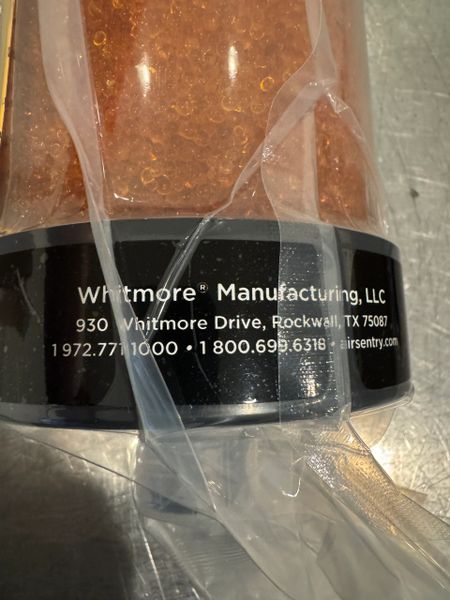 Whitmore® Manufacturing, LLC
930 Whitmore Drive, Rockwall, TX 75087
1 972.771.1000 • 1 800.699.6318 • airsentry.com